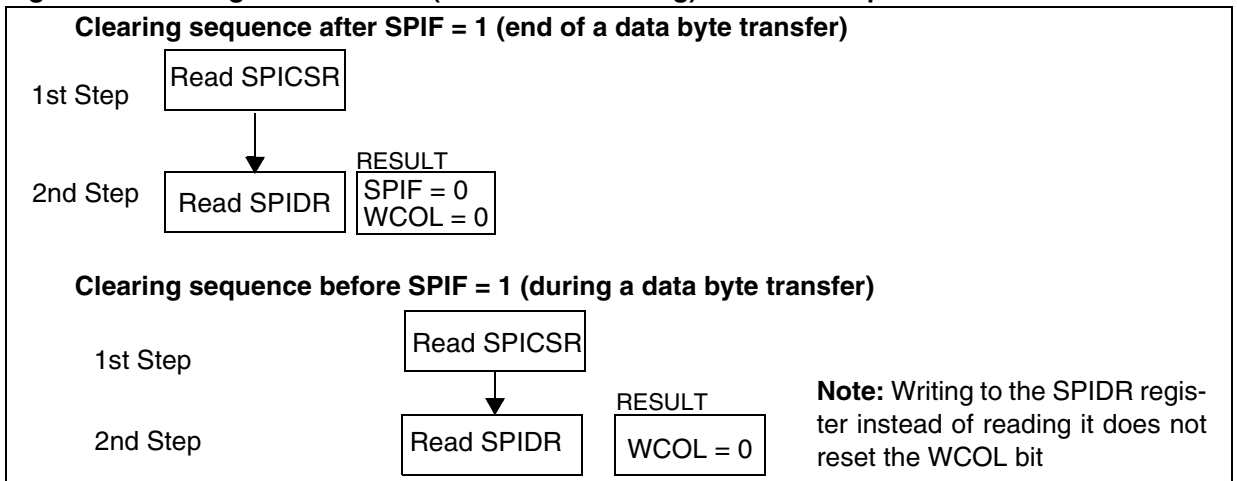 Clearing sequence after SPIF = 1 (end of a data byte transfer)
Read SPICSR
1st Step
RESULT
2nd Step
Read SPIDR
SPIF = 0
WCOL = 0
Clearing sequence before SPIF = 1 (during a data byte transfer)
1st Step
Read SPICSR
2nd Step
Read SPIDR
RESULT
WCOL = 0
Note: Writing to the SPIDR regis-
ter instead of reading it does not
reset the WCOL bit